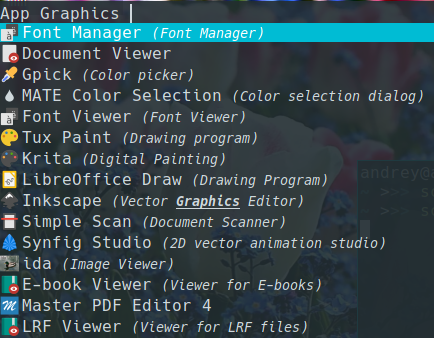 App Graphics
Font Manager (Font Manager)
Document Viewer
Gpick (Color picker)
MATE Color Selection (Color selection dialog)
Font Viewer (Font Viewer)
Tux Paint (Drawing program)
Krita (Digital Painting)
andrey@a
LibreOffice Draw (Drawing Program)
>>> so
Inkscape (Vector Graphics Editor)
>>> so
Simple Scan (Document Scanner)
Synfig Studio (2D vector animation studio)
ida (Image Viewer)
E-book Viewer (Viewer for E-books)
Master PDF Editor 4
LRF Viewer (Viewer for LRF files)